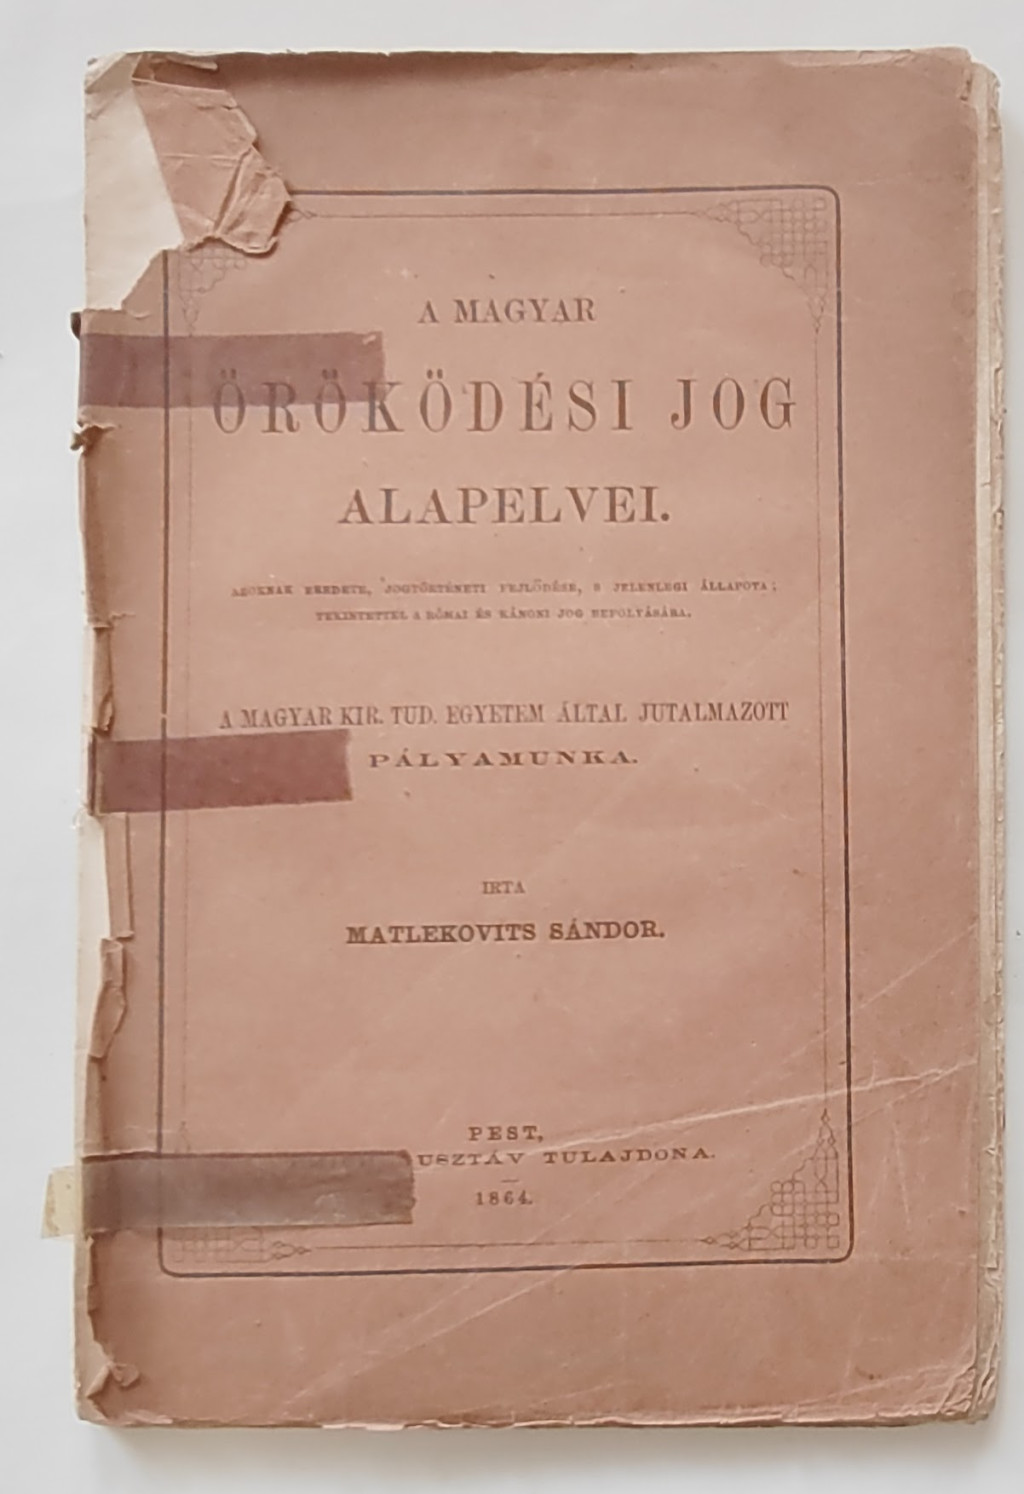 A MAGYAR
ÖRÖKÖDÉSI JOG
ALAPELVEI.
AZOKNAK EREDETE, JOGTÖRTÉNETI FEJLŐDÉSE, S JELENLEGI ÁLLAPOTA;
TEKINTETTEL A RÓMAI ÉS KÁNONI JOG BEFOLYÁSÁRA.
A MAGYAR KIR. TUD. EGYETEM ÁLTAL JUTALMAZOTT
PÁLYAMUNKA.
IRTA
MATLEKOVITS SÁNDOR.
PEST,
USZTÁV TULAJDONA.
1864.